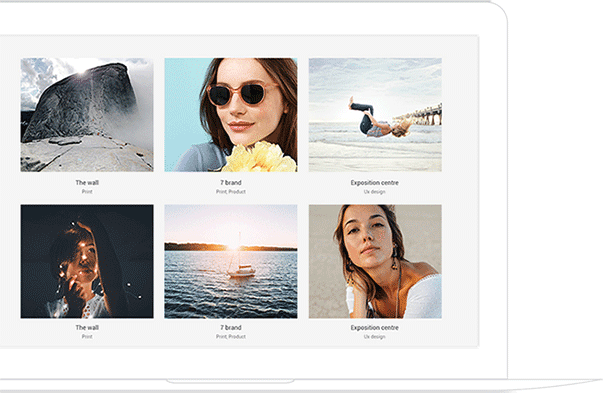 The wall
Print
7 brand
Print, Product
Exposition centre
Ux design
The wall
Print
7 brand
Print, Product
Exposition centre
Ux design